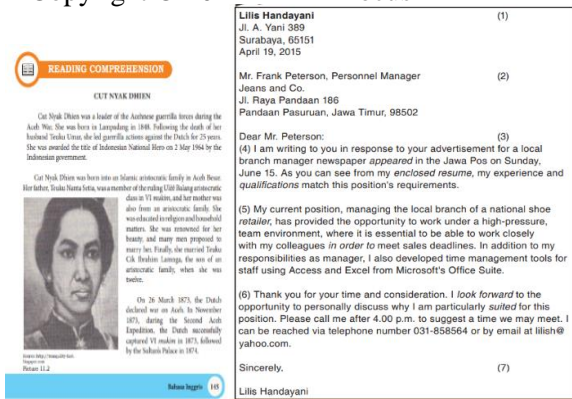 READING COMPREHENSION
CUT NYAK DHIEN
Cut Nyak Dhien was a leader of the Acehnese guerrilla forces during the
Aceh War. She was born in Lampadang in 1848. Following the death of her
husband Teuku Umar, she led guerrilla actions against the Dutch for 25 years.
She was awarded the title of Indonesian National Hero on 2 May 1964 by the
Indonesian government.
Cut Nyak Dhien was born into an Islamic aristocratic family in Aceh Besar.
Her father, Teuku Nanta Setia, was a member of the ruling Ulèë Balang aristocratic
class in VI mukim, and her mother was
also from an aristocratic family. She
was educated in religion and household
matters. She was renowned for her
beauty, and many men proposed to
marry her. Finally, she married Teuku
Cik Ibrahim Lamnga, the son of an
aristocratic family, when she was
twelve.
On 26 March 1873, the Dutch
declared war on Aceh. In November
1873, during the Second Aceh
Expedition, the Dutch successfully
captured VI mukim in 1873, followed
by the Sultan's Palace in 1874.
Picture 11.2
Bahasa Inggris
Lilis Handayani (1)
Jl. A. Yani 389
Surabaya, 65151
April 19, 2015
Mr. Frank Peterson, Personnel Manager (2)
Jeans and Co.
Jl. Raya Pandaan 186
Pandaan Pasuruan, Jawa Timur, 98502
Dear Mr. Peterson: (3)
(4) I am writing to you in response to your advertisement for a local
branch manager newspaper appeared in the Jawa Pos on Sunday,
June 15. As you can see from my enclosed resume, my experience and
qualifications match this position's requirements.
(5) My current position, managing the local branch of a national shoe
retailer, has provided the opportunity to work under a high-pressure,
team environment, where it is essential to be able to work closely
with my colleagues in order to meet sales deadlines. In addition to my
responsibilities as manager, I also developed time management tools for
staff using Access and Excel from Microsoft's Office Suite.
(6) Thank you for your time and consideration. I look forward to the
opportunity to personally discuss why I am particularly suited for this
position. Please call me after 4.00 p.m. to suggest a time we may meet. I
can be reached via telephone number 031-858564 or by email at lilish@
yahoo.com.
Sincerely, (7)
Lilis Handayani